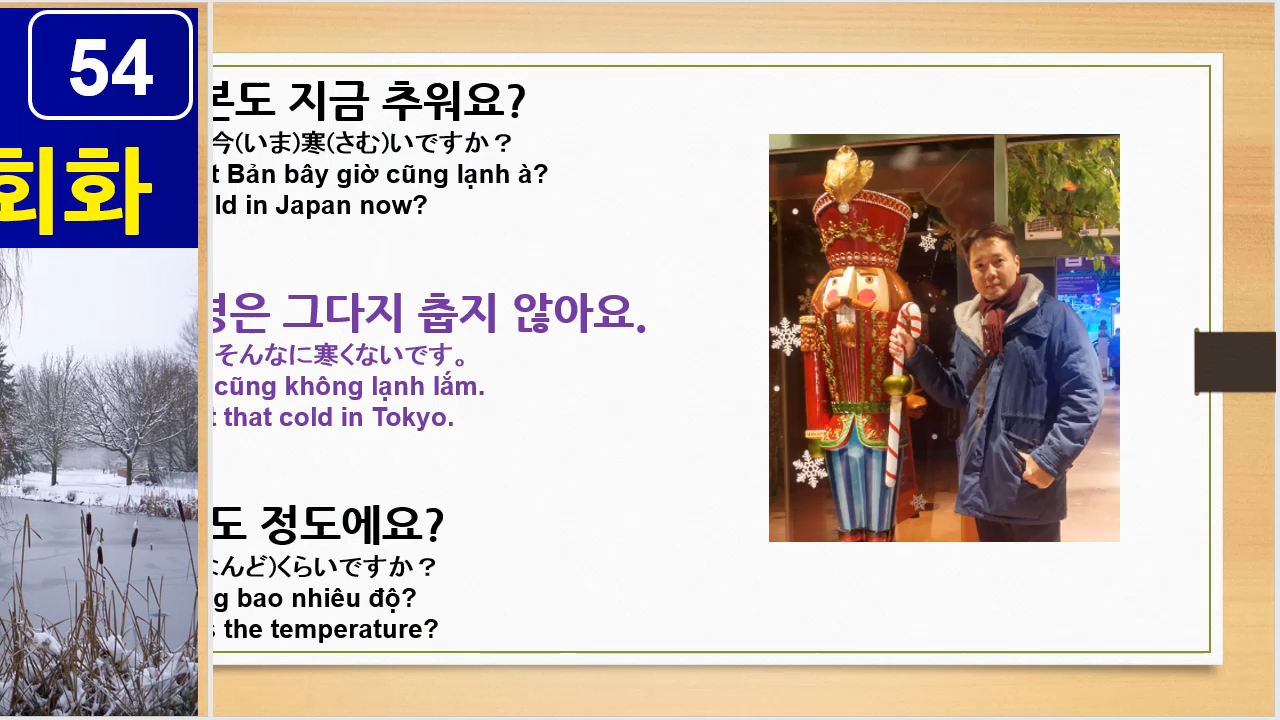 54
회화
본도 지금 추워요?
今(いま)寒(さむ)いですか？
Bản bây giờ cũng lạnh à?
in Japan now?
그다지 춥지 않아요.
そんなに寒くないです。
cũng không lạnh lắm.
that cold in Tokyo.
도 정도에요?
んど)くらいですか？
bao nhiêu độ?
the temperature?